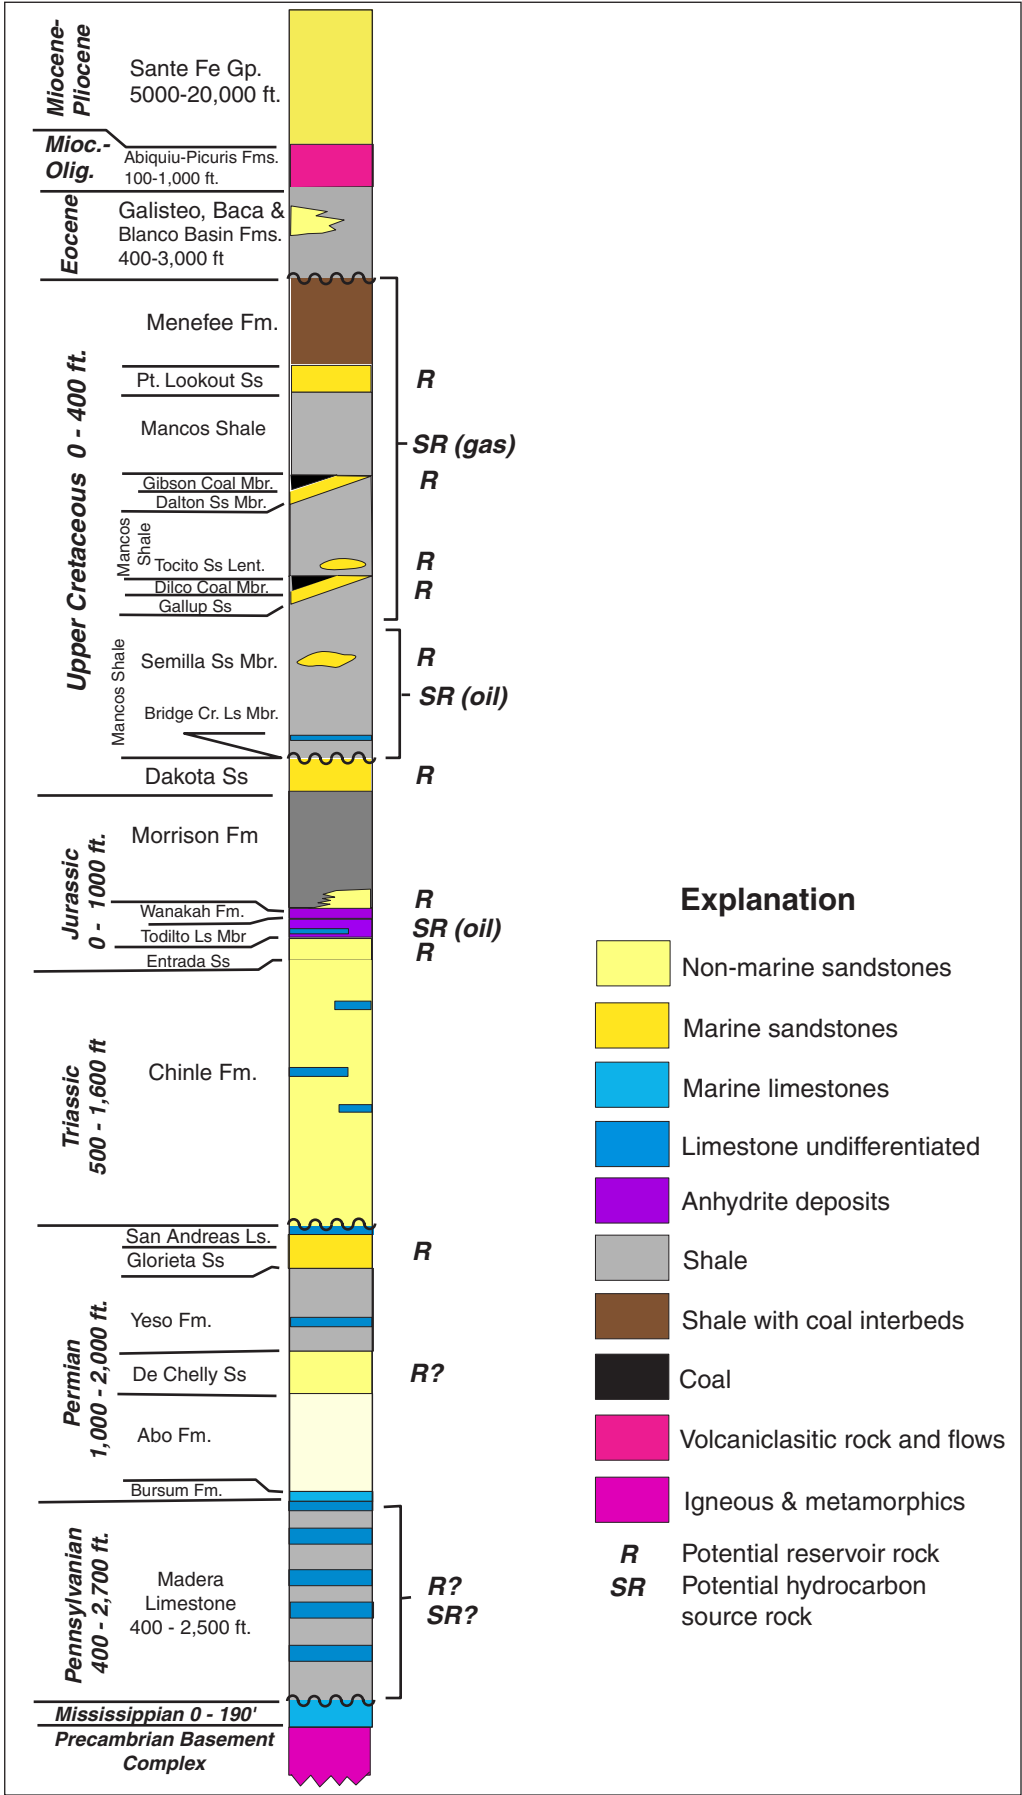 Miocene-
Pliocene
Sante Fe Gp.
5000-20,000 ft.
Mioc.-
Olig.
Abiquiu-Picuris Fms.
100-1,000 ft.
Eocene
Galisteo, Baca &
Blanco Basin Fms.
400-3,000 ft
Upper Cretaceous 0 - 400 ft.
Menefee Fm.
Pt. Lookout Ss
R
Mancos Shale
SR (gas)
Gibson Coal Mbr.
R
Dalton Ss Mbr.
Mancos
Shale
Tocito Ss Lent.
R
Dilco Coal Mbr.
R
Gallup Ss
Mancos Shale
Semilla Ss Mbr.
R
SR (oil)
Bridge Cr. Ls Mbr.
Dakota Ss
R
Jurassic
0 - 1000 ft.
Morrison Fm
R
Wanakah Fm.
SR (oil)
Todilto Ls Mbr
R
Entrada Ss
Triassic
500 - 1,600 ft
Chinle Fm.
Permian
1,000 - 2,000 ft.
San Andreas Ls.
Glorieta Ss
R
Yeso Fm.
De Chelly Ss
R?
Abo Fm.
Bursum Fm.
Pennsylvanian
400 - 2,700 ft.
Madera
Limestone
400 - 2,500 ft.
R?
SR?
Mississippian 0 - 190'
Precambrian Basement
Complex
Explanation
Non-marine sandstones
Marine sandstones
Marine limestones
Limestone undifferentiated
Anhydrite deposits
Shale
Shale with coal interbeds
Coal
Volcaniclasitic rock and flows
Igneous & metamorphics
R Potential reservoir rock
SR Potential hydrocarbon
source rock